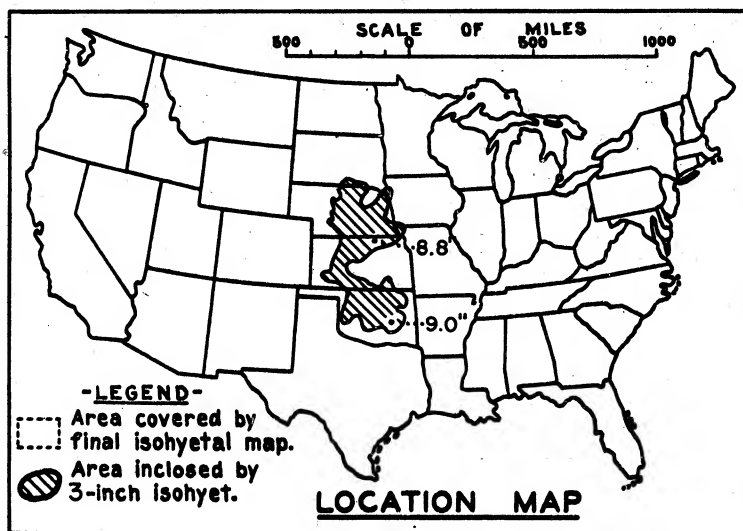 SCALE OF MILES
500 0 500 1000
8.8
9.0"
-LEGEND-
Area covered by
final isohyetal map.
Area inclosed by
3-inch isohyet.
LOCATION MAP